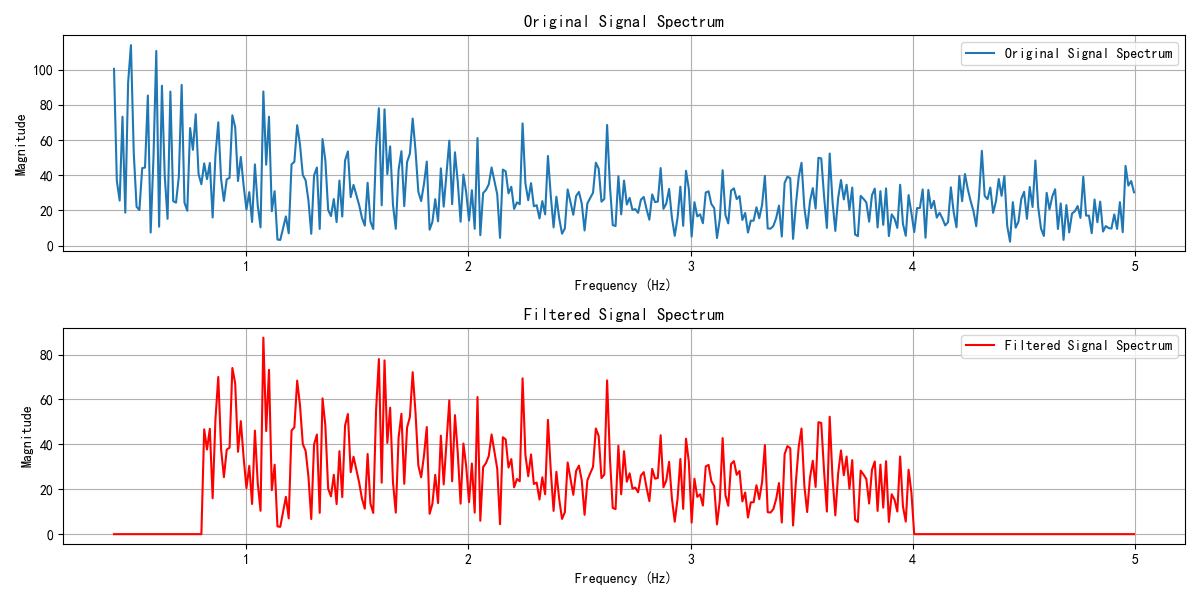 Original Signal Spectrum
Original Signal Spectrum
Magnitude
100
80
60
40
20
0
1
2
3
4
5
Frequency (Hz)
Filtered Signal Spectrum
Filtered Signal Spectrum
Magnitude
80
60
40
20
0
1
2
3
4
5
Frequency (Hz)